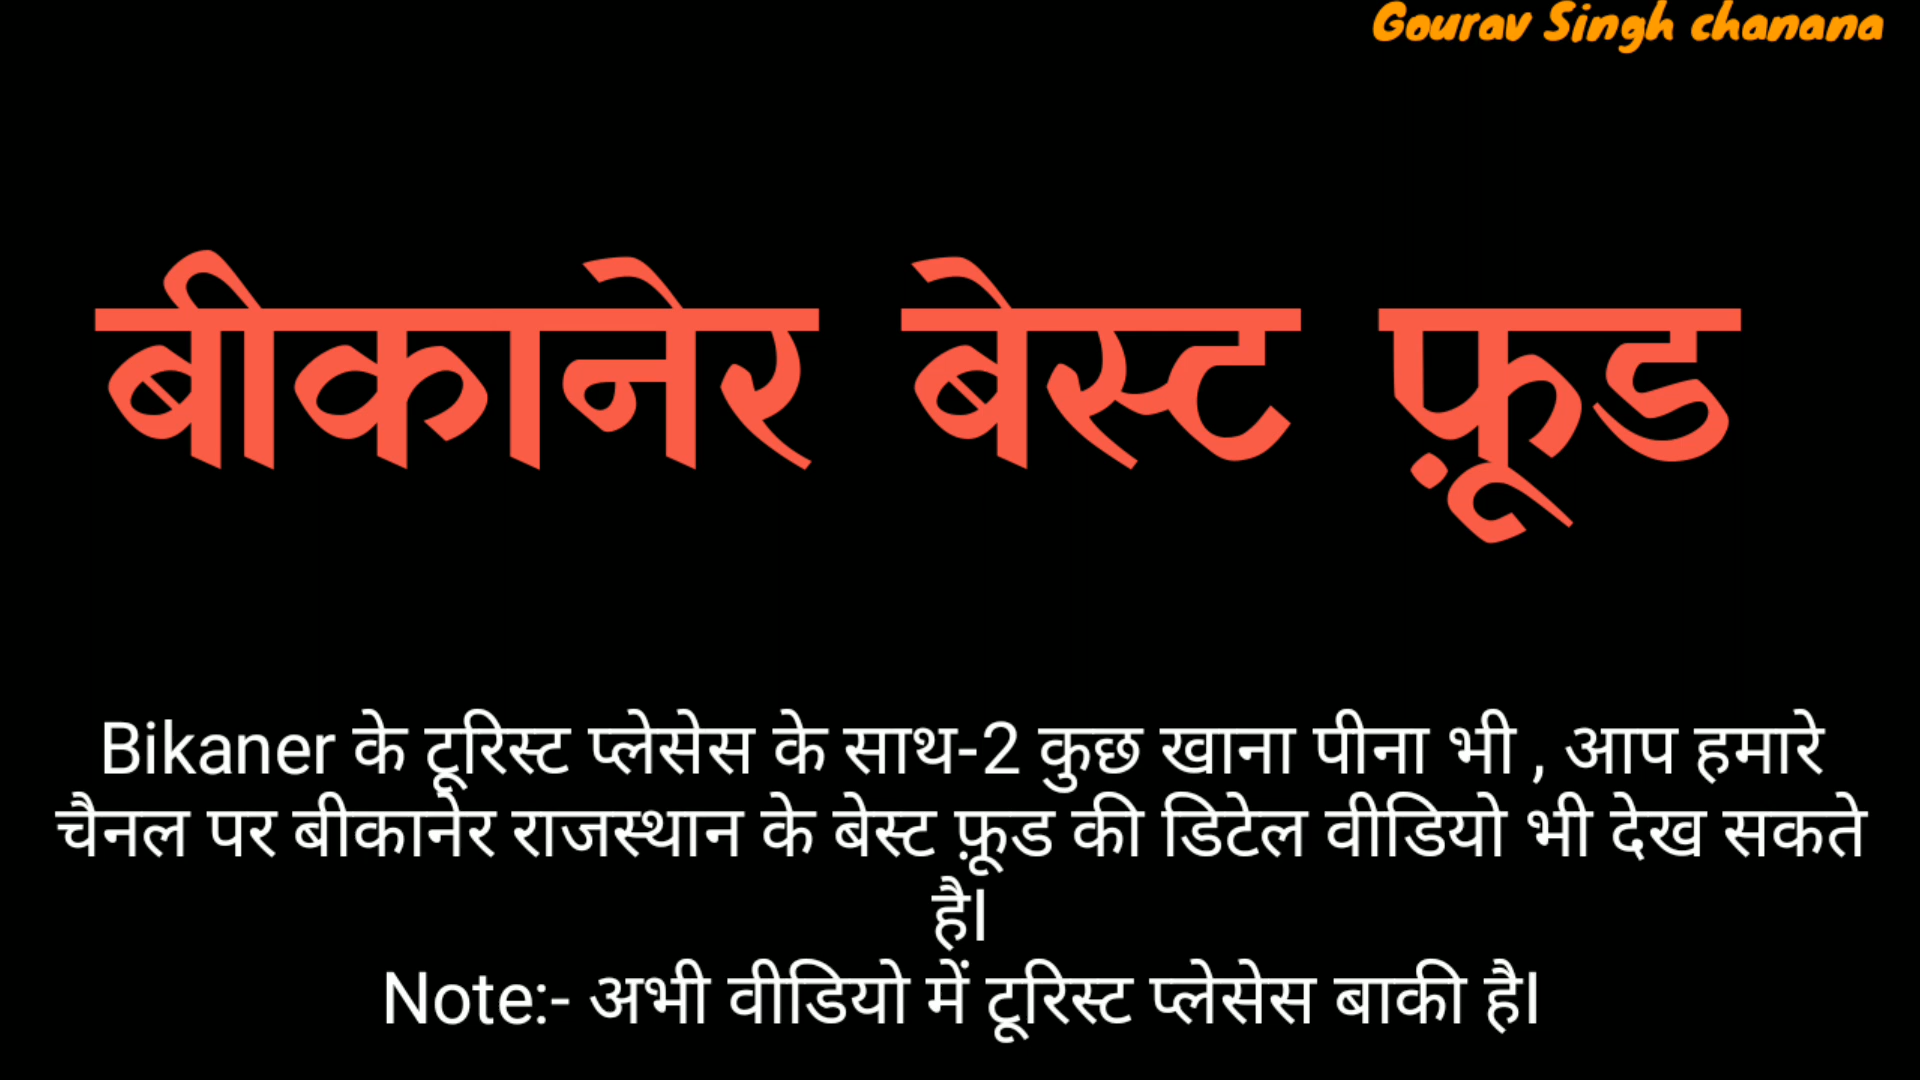 Gourav Singh chanana
बीकानेर बेस्ट फ़ूड
Bikaner के टूरिस्ट प्लेसेस के साथ-2 कुछ खाना पीना भी , आप हमारे
चैनल पर बीकानेर राजस्थान के बेस्ट फ़ूड की डिटेल वीडियो भी देख सकते
है।
Note:- अभी वीडियो में टूरिस्ट प्लेसेस बाकी है।